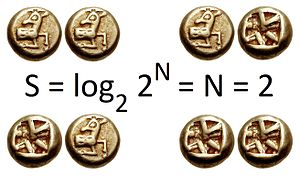 S = log₂ 2ᴺ = N = 2